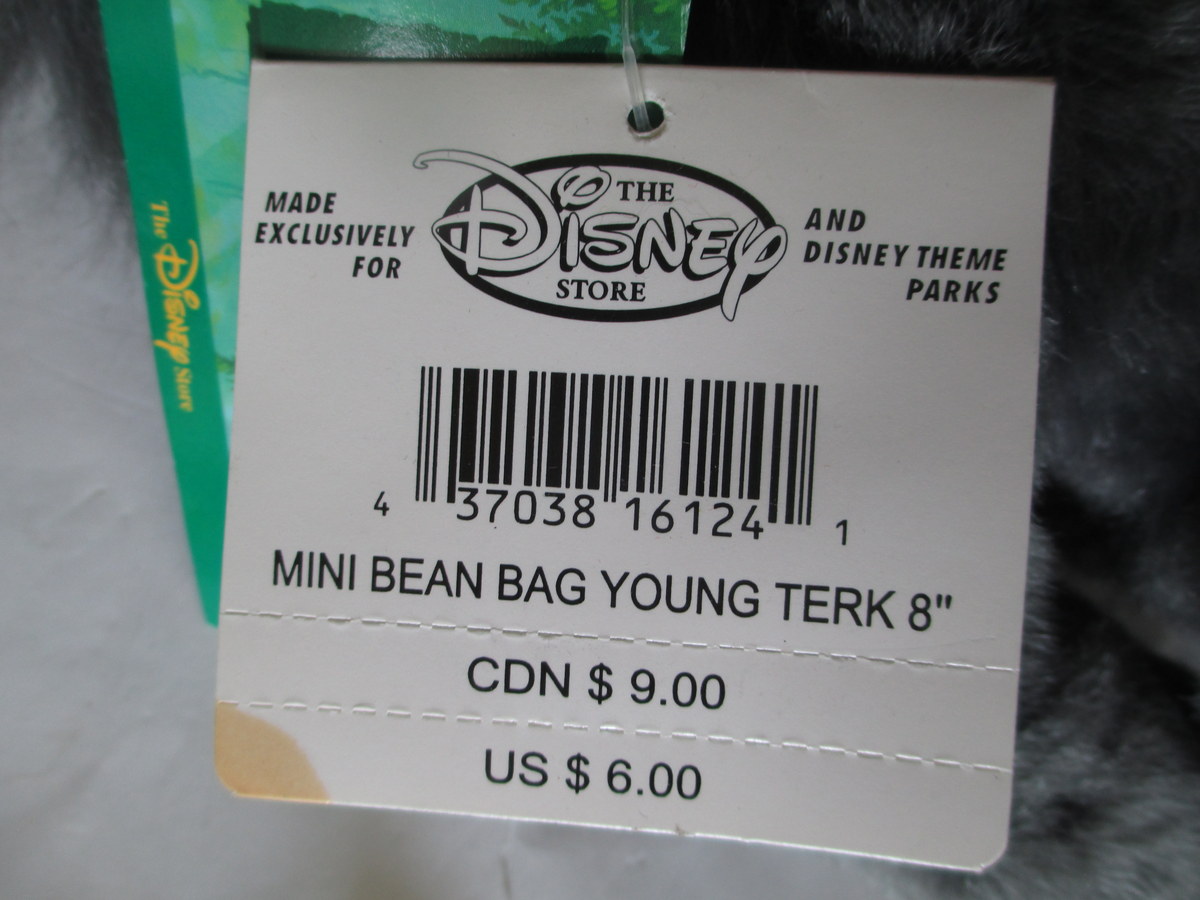 MADE
EXCLUSIVELY
FOR
THE
Disney
STORE
AND
DISNEY THEME
PARKS
4 37038 16124 1
MINI BEAN BAG YOUNG TERK 8"
CDN $ 9.00
US $ 6.00
The Disney Store